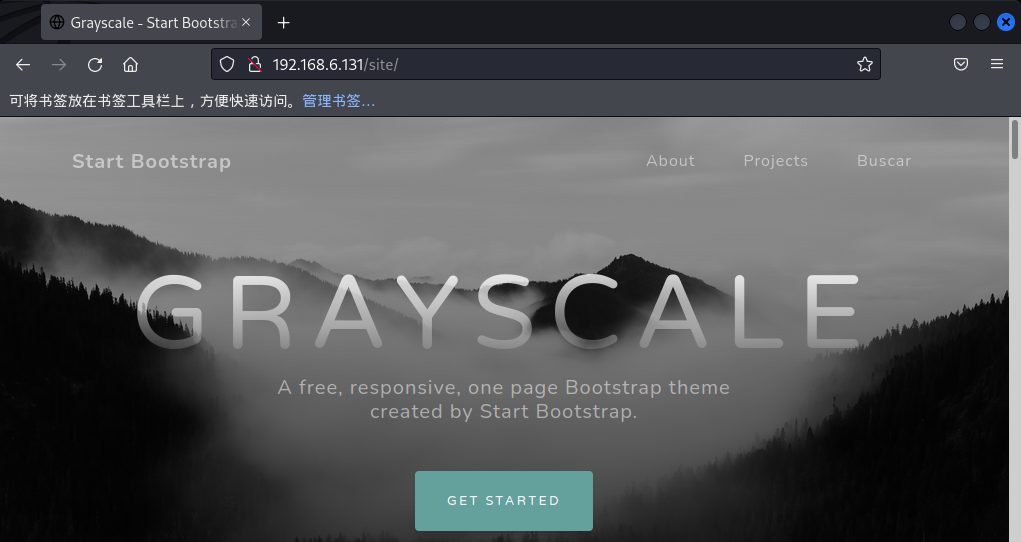 Grayscale - Start Bootstra
192.168.6.131/site/
可将书签放在书签工具栏上，方便快速访问。管理书签…
Start Bootstrap
About Projects Buscar
GRAYSCALE
A free, responsive, one page Bootstrap theme
created by Start Bootstrap.
GET STARTED